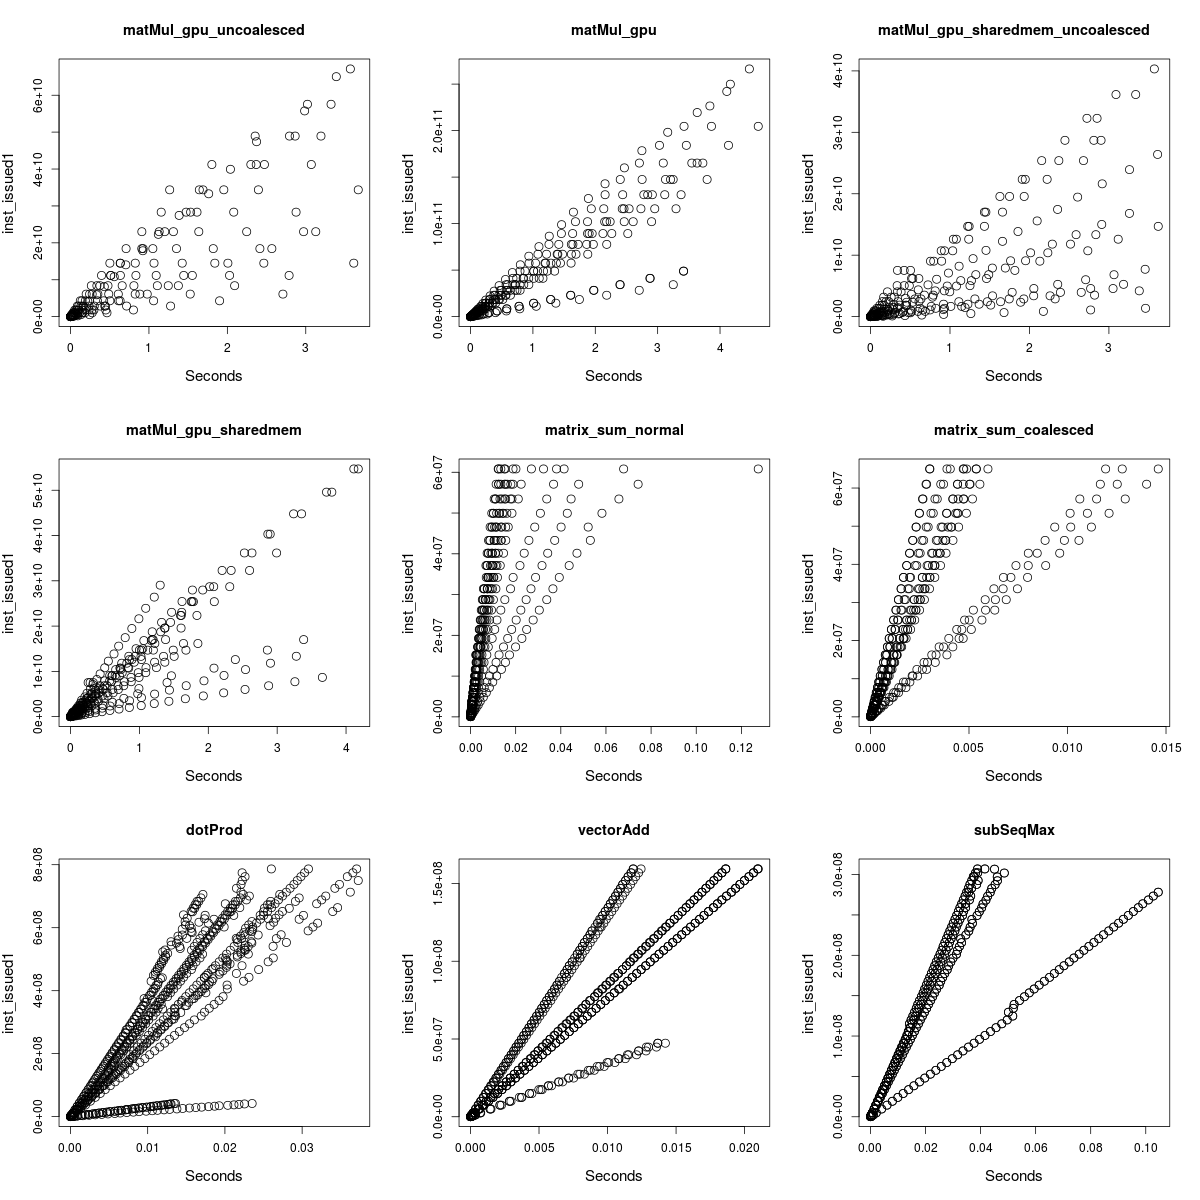 matMul_gpu_uncoalesced
inst_issued1
0e+00 2e+10 4e+10 6e+10
0 1 2 3
Seconds
matMul_gpu
inst_issued1
0.0e+00 1.0e+11 2.0e+11
0 1 2 3 4
Seconds
matMul_gpu_sharedmem_uncoalesced
inst_issued1
0e+00 1e+10 2e+10 3e+10 4e+10
0 1 2 3
Seconds
matMul_gpu_sharedmem
inst_issued1
0e+00 1e+10 2e+10 3e+10 4e+10 5e+10
0 1 2 3 4
Seconds
matrix_sum_normal
inst_issued1
0e+00 2e+07 4e+07 6e+07
0.00 0.02 0.04 0.06 0.08 0.10 0.12
Seconds
matrix_sum_coalesced
inst_issued1
0e+00 2e+07 4e+07 6e+07
0.000 0.005 0.010 0.015
Seconds
dotProd
inst_issued1
0e+00 2e+08 4e+08 6e+08 8e+08
0.00 0.01 0.02 0.03
Seconds
vectorAdd
inst_issued1
0.0e+00 5.0e+07 1.0e+08 1.5e+08
0.000 0.005 0.010 0.015 0.020
Seconds
subSeqMax
inst_issued1
0.0e+00 1.0e+08 2.0e+08 3.0e+08
0.00 0.02 0.04 0.06 0.08 0.10
Seconds